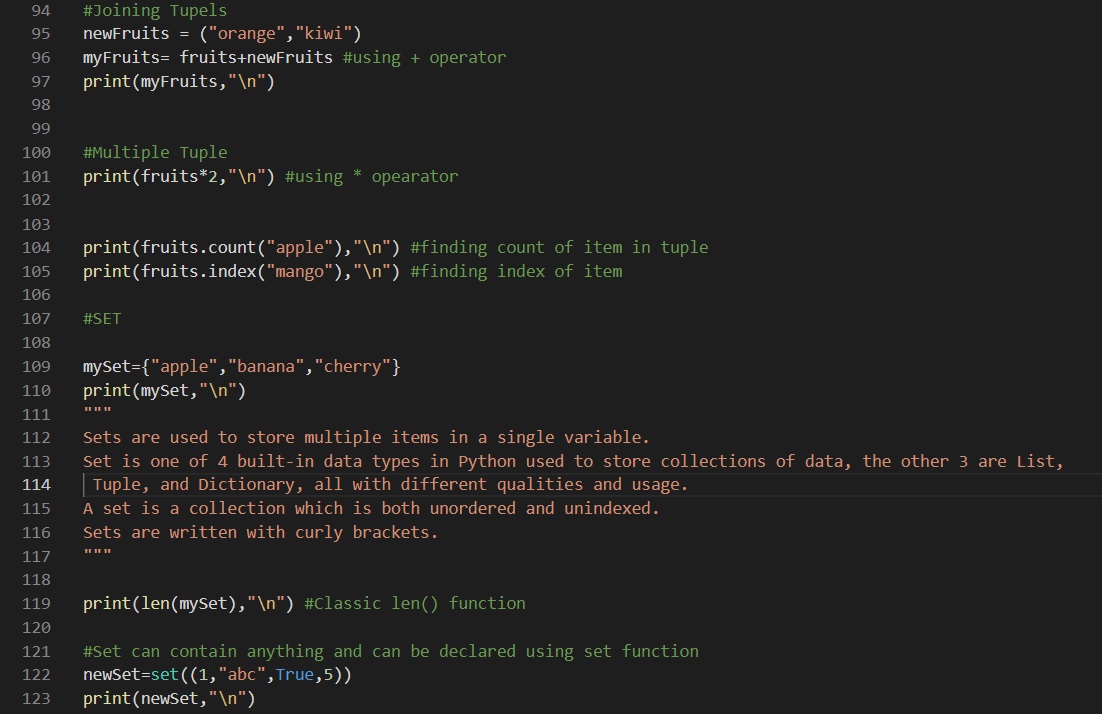 94 #Joining Tupels
95 newFruits = ("orange","kiwi")
96 myFruits= fruits+newFruits #using + operator
97 print(myFruits,"\n")
98
99
100 #Multiple Tuple
101 print(fruits*2,"\n") #using * opearator
102
103
104 print(fruits.count("apple"),"\n") #finding count of item in tuple
105 print(fruits.index("mango"),"\n") #finding index of item
106
107 #SET
108
109 mySet={"apple","banana","cherry"}
110 print(mySet,"\n")
111 """
112 Sets are used to store multiple items in a single variable.
113 Set is one of 4 built-in data types in Python used to store collections of data, the other 3 are List,
114  Tuple, and Dictionary, all with different qualities and usage.
115 A set is a collection which is both unordered and unindexed.
116 Sets are written with curly brackets.
117 """
118
119 print(len(mySet),"\n") #Classic len() function
120
121 #Set can contain anything and can be declared using set function
122 newSet=set((1,"abc",True,5))
123 print(newSet,"\n")